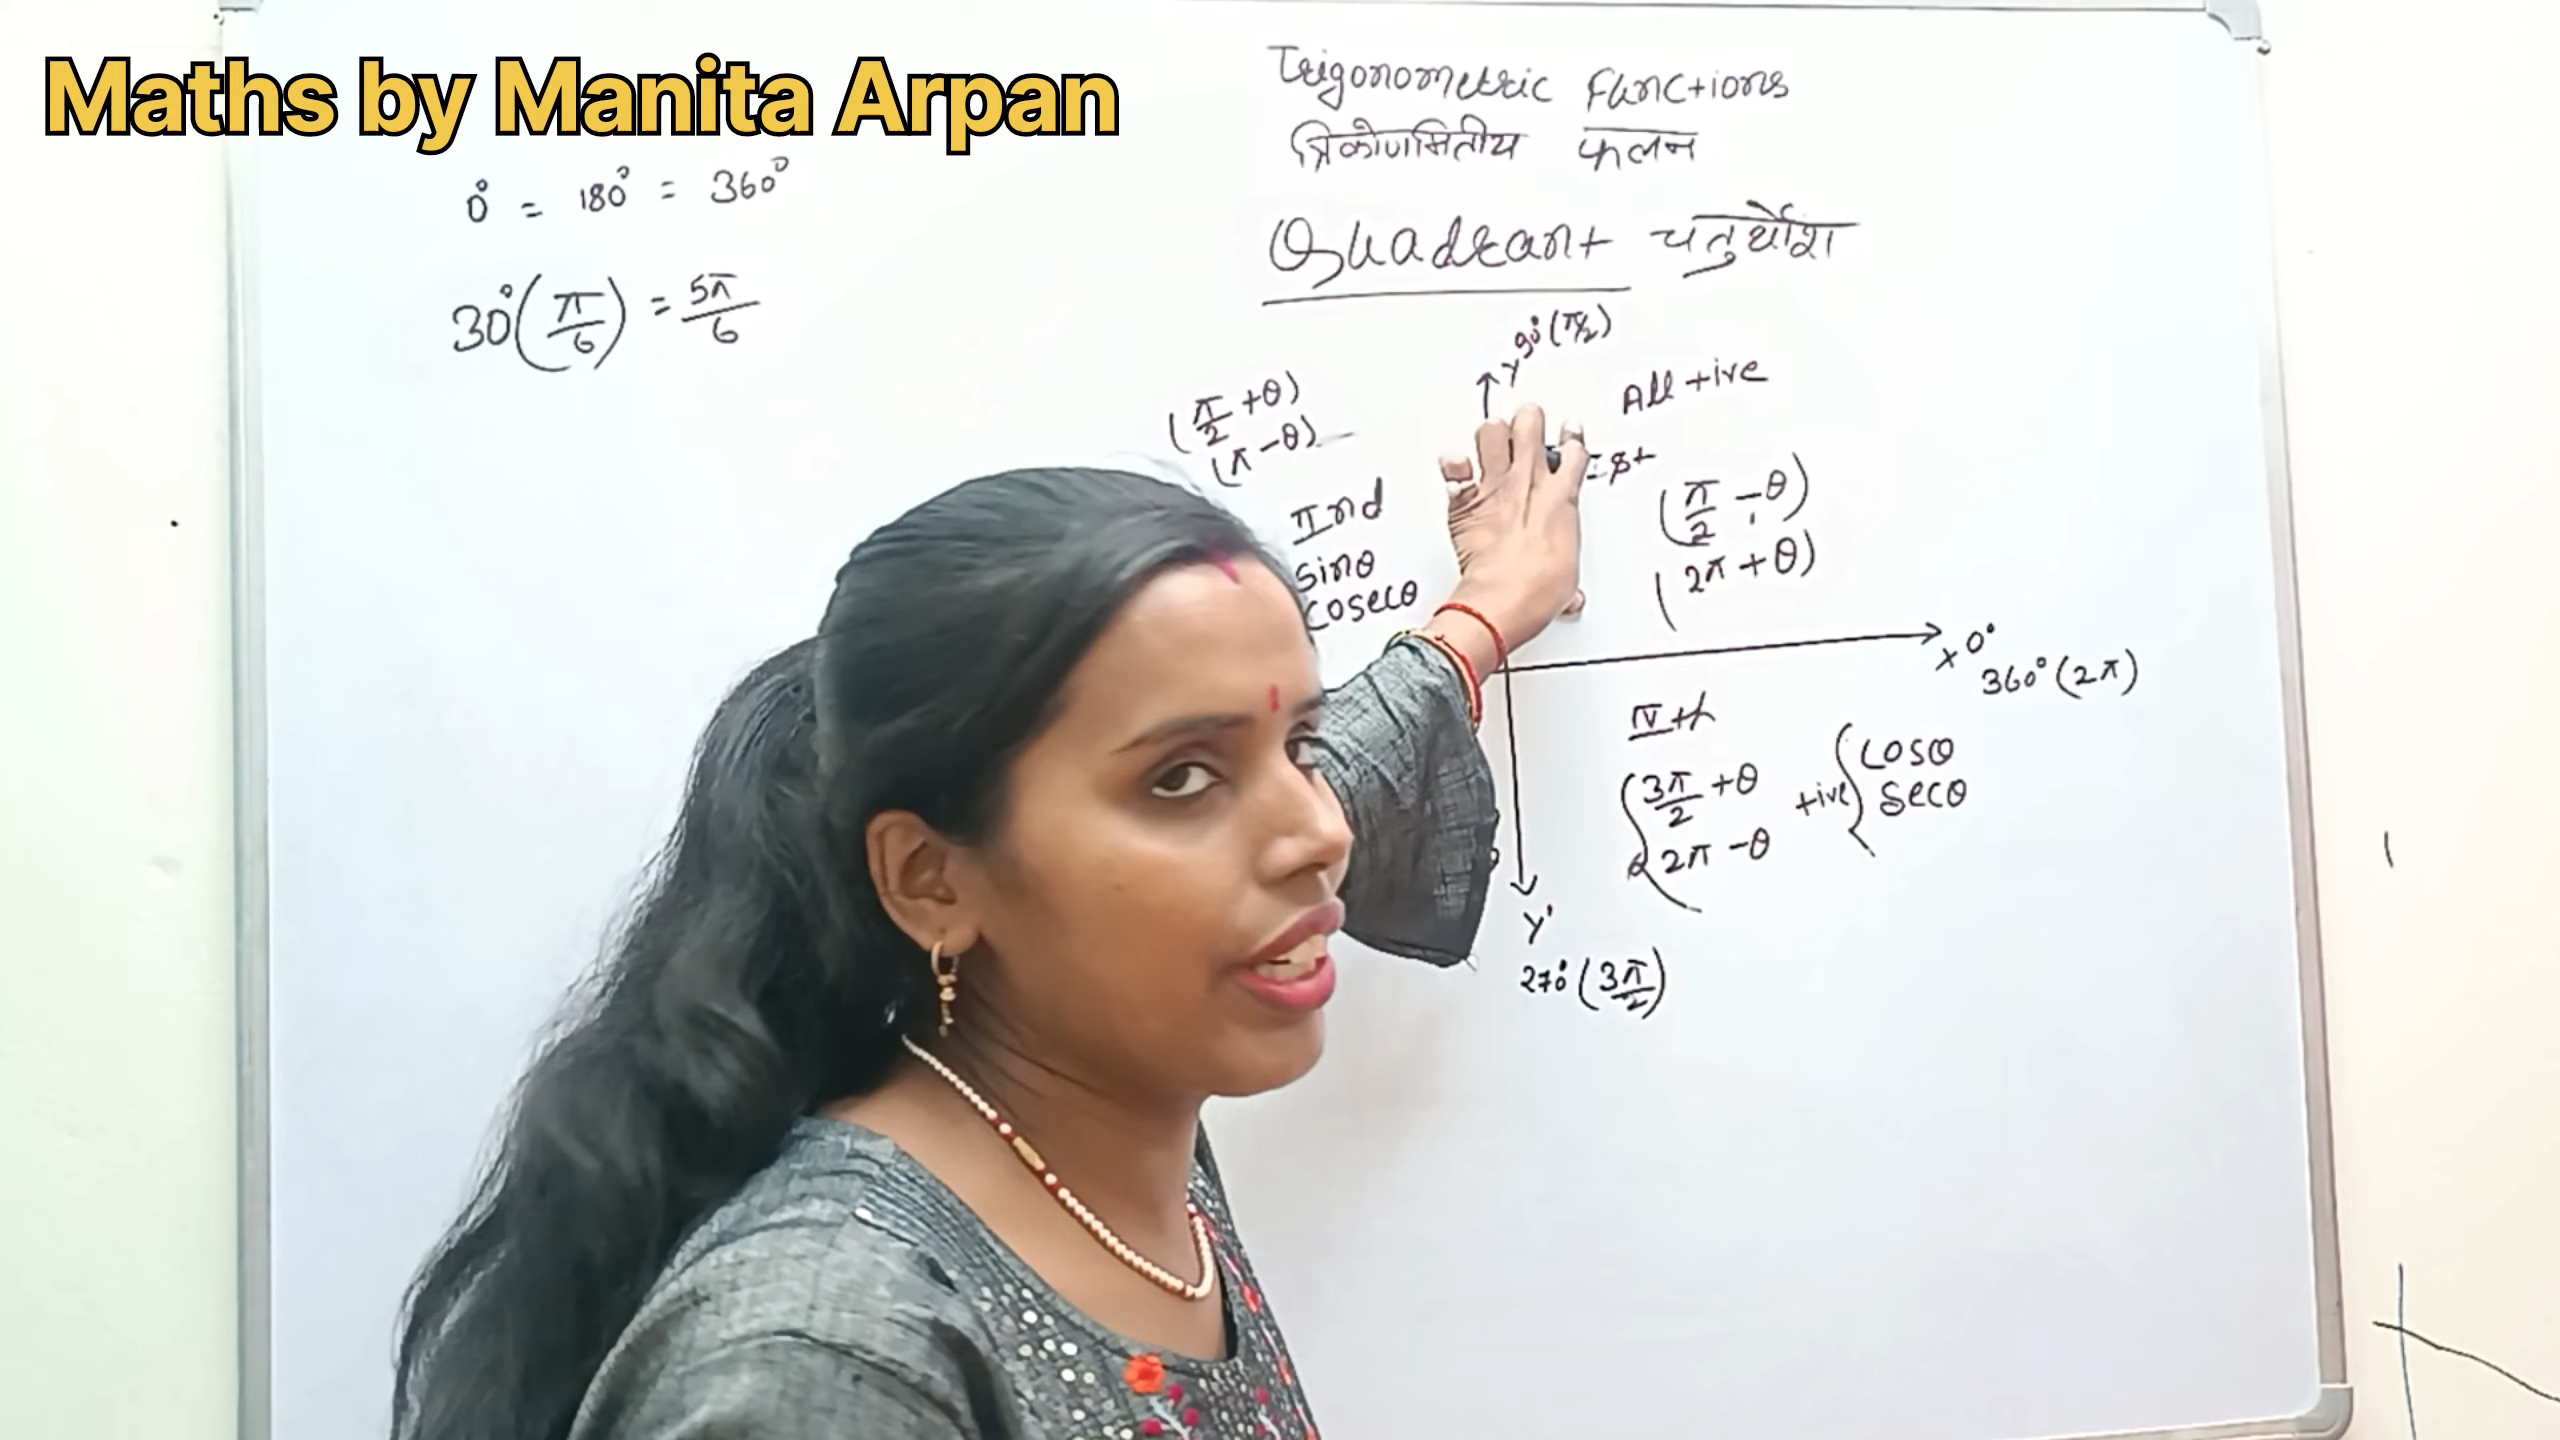 Maths by Manita Arpan
Trigonometric Functions
त्रिकोणमितीय फलन
Quadrant चतुर्थांश
0° = 180° = 360°
30°(π/6) = 5π/6
Y 90° (π/2)
All +ive
(π/2 +θ)
(π -θ)
IInd
sinθ
cosecθ
(π/2 -θ)
(2π +θ)
X 0°
360° (2π)
IVth
3π/2 +θ
2π -θ
+ive
cosθ
secθ
Y'
270° (3π/2)